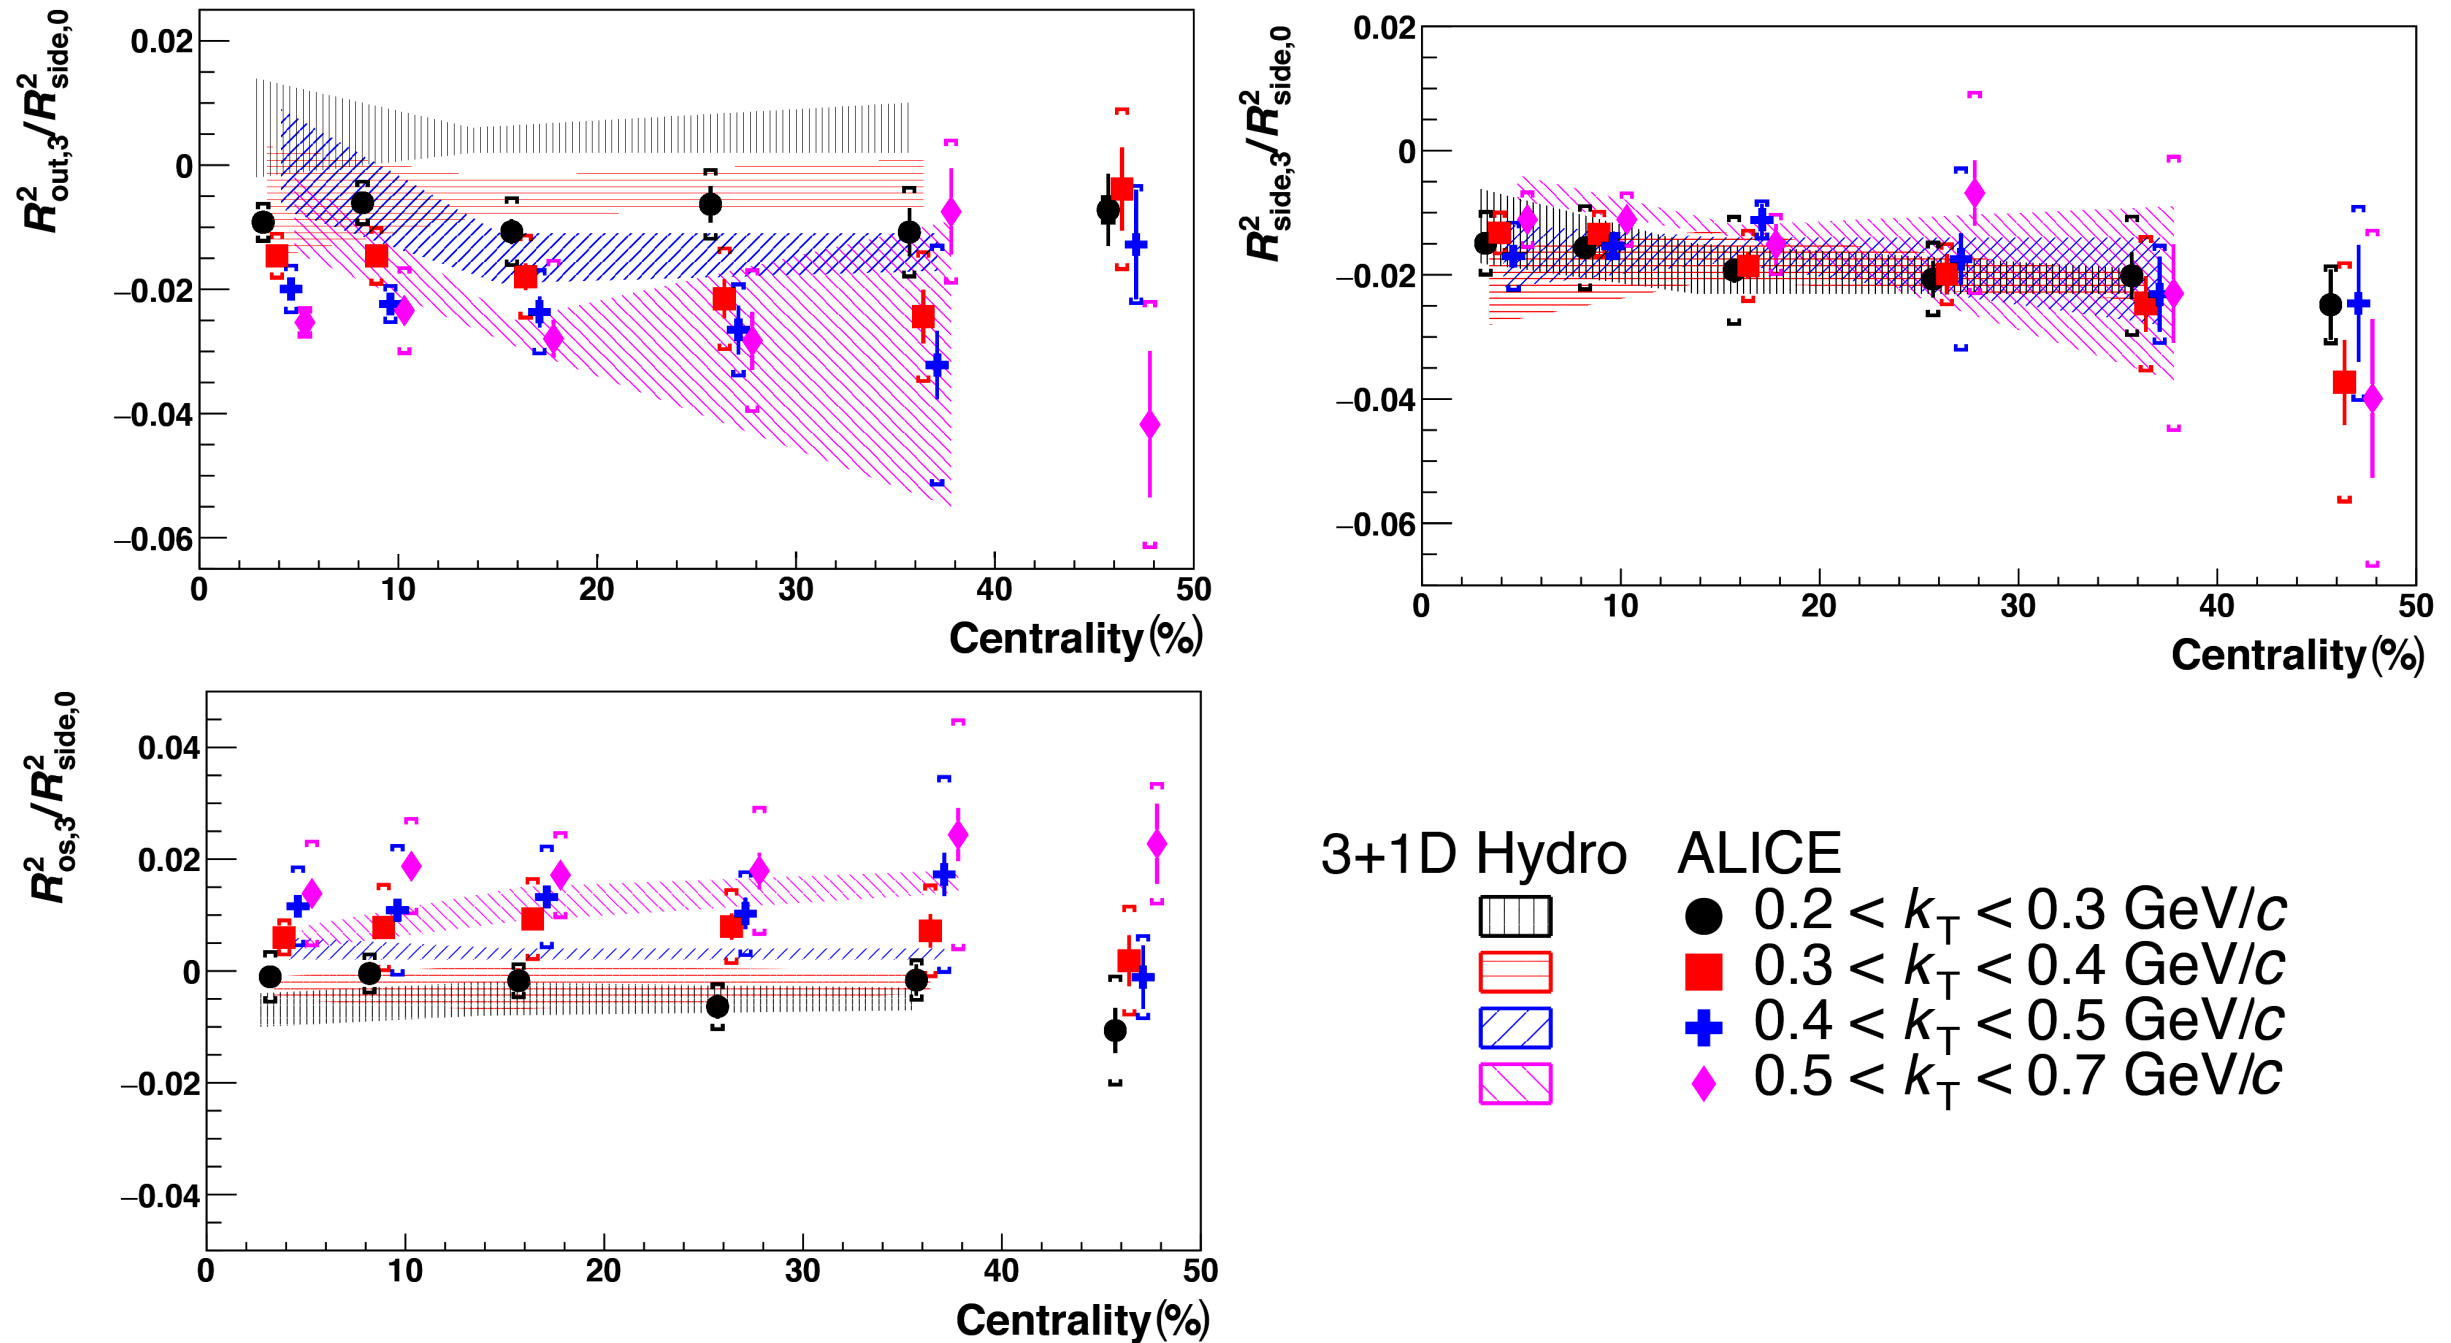 R²out,3/R²side,0
0.02
0
−0.02
−0.04
−0.06
0 10 20 30 40 50
Centrality(%)
R²side,3/R²side,0
0.02
0
−0.02
−0.04
−0.06
0 10 20 30 40 50
Centrality(%)
R²os,3/R²side,0
0.04
0.02
0
−0.02
−0.04
0 10 20 30 40 50
Centrality(%)
3+1D Hydro ALICE
0.2 < kT < 0.3 GeV/c
0.3 < kT < 0.4 GeV/c
0.4 < kT < 0.5 GeV/c
0.5 < kT < 0.7 GeV/c